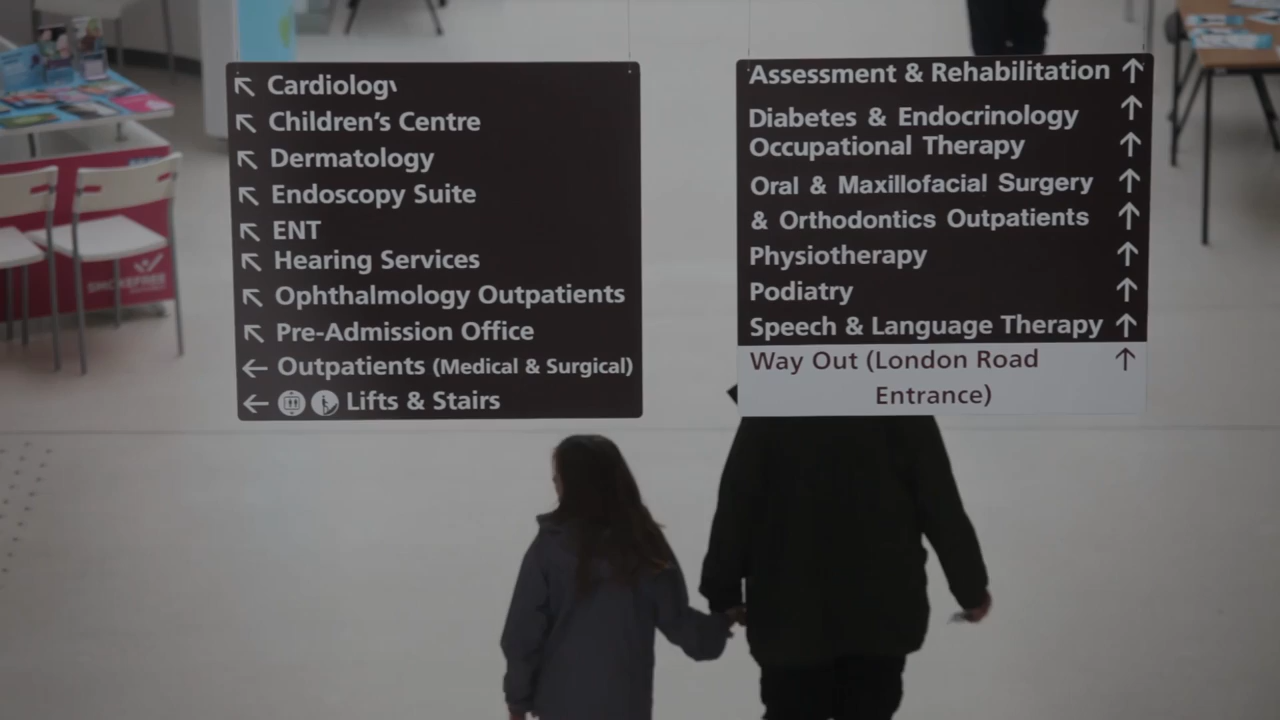 Cardiology
Children's Centre
Dermatology
Endoscopy Suite
ENT
Hearing Services
Ophthalmology Outpatients
Pre-Admission Office
Outpatients (Medical & Surgical)
Lifts & Stairs
Assessment & Rehabilitation
Diabetes & Endocrinology
Occupational Therapy
Oral & Maxillofacial Surgery
& Orthodontics Outpatients
Physiotherapy
Podiatry
Speech & Language Therapy
Way Out (London Road
Entrance)
SMOKEFREE